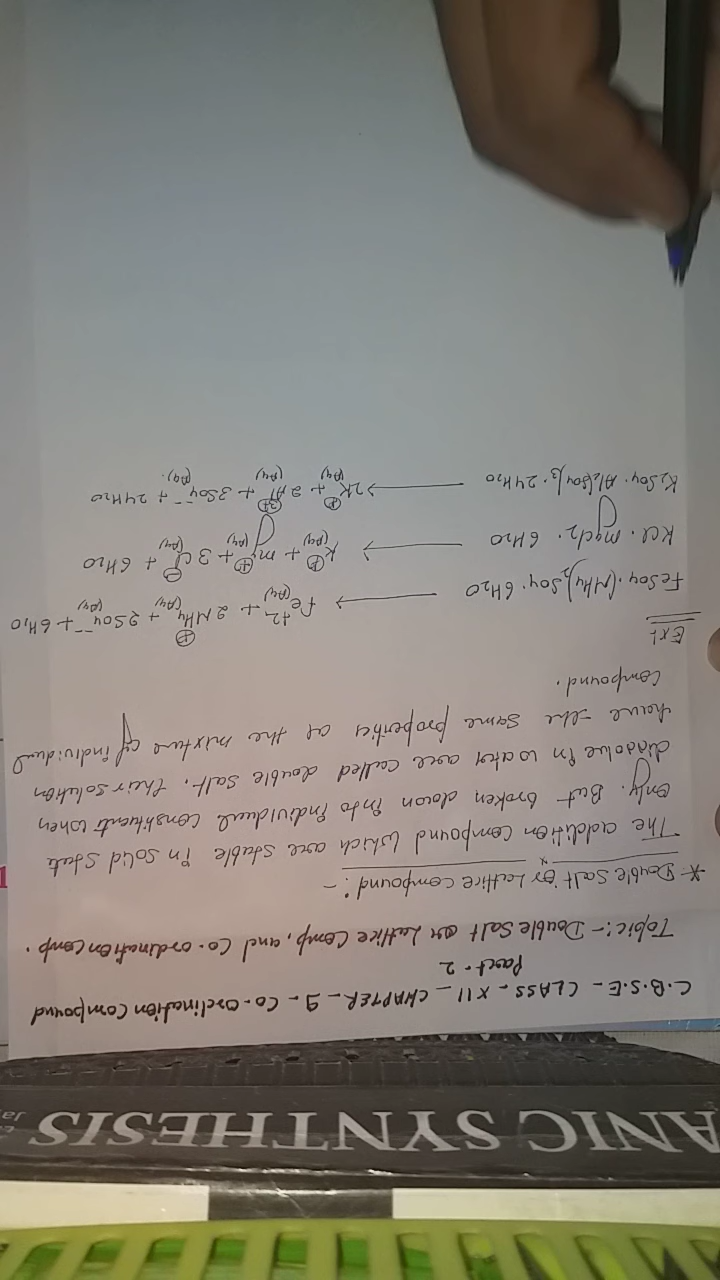 C.B.S.E - CLASS - XII - CHAPTER - 9 - Co-ordination Compound
Part-2
Topic:- Double Salt or Lattice Comp, and Co-ordination comp.
* Double Salt or Lattice compound:-
The addition compound which are stable in solid state
only. But broken down into individual constituent when
dissolve in water are called double salt. their solution
have the same properties as the mixture of individual
compound.
Ex:
FeSO4.(NH4)2SO4.6H2O → Fe+2(aq) + 2NH4⊕(aq) + 2SO4--(aq) + 6H2O
KCl.MgCl2.6H2O → K⊕(aq) + mg⊕(aq) + 3Cl⊖(aq) + 6H2O
K2SO4.Al2(SO4)3.24H2O → 2K⊕(aq) + 2Al3+(aq) + 3SO4--(aq) + 24H2O
ANIC SYNTHESIS